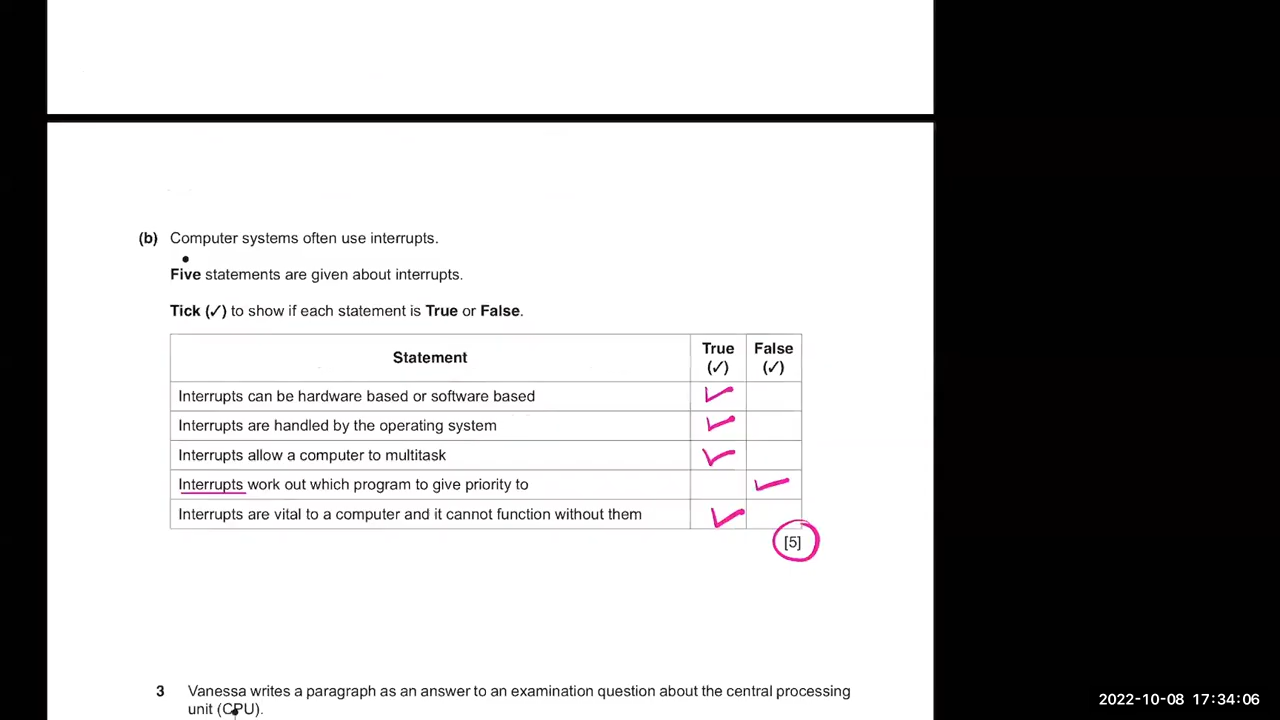 (b) Computer systems often use interrupts.
Five statements are given about interrupts.
Tick (✓) to show if each statement is True or False.
Statement True (✓) False (✓)
Interrupts can be hardware based or software based ✓
Interrupts are handled by the operating system ✓
Interrupts allow a computer to multitask ✓
Interrupts work out which program to give priority to ✓
Interrupts are vital to a computer and it cannot function without them ✓
[5]
3 Vanessa writes a paragraph as an answer to an examination question about the central processing
unit (CPU).
2022-10-08 17:34:06